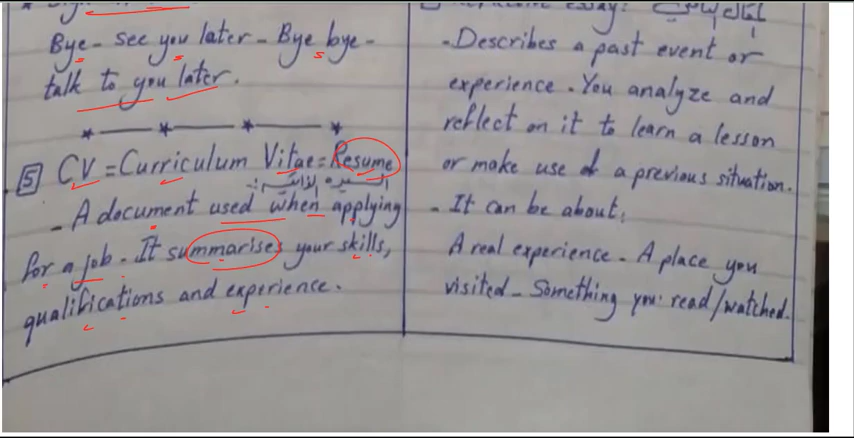 Bye - see you later - Bye bye -
talk to you later.
5 CV = Curriculum Vitae = Resume
السيره الذاتيه:
- A document used when applying
for a job. It summarises your skills,
qualifications and experience.
essay:
- Describes a past event or
experience. You analyze and
reflect on it to learn a lesson
or make use of a previous situation.
- It can be about:
A real experience - A place you
visited - Something you read/watched.